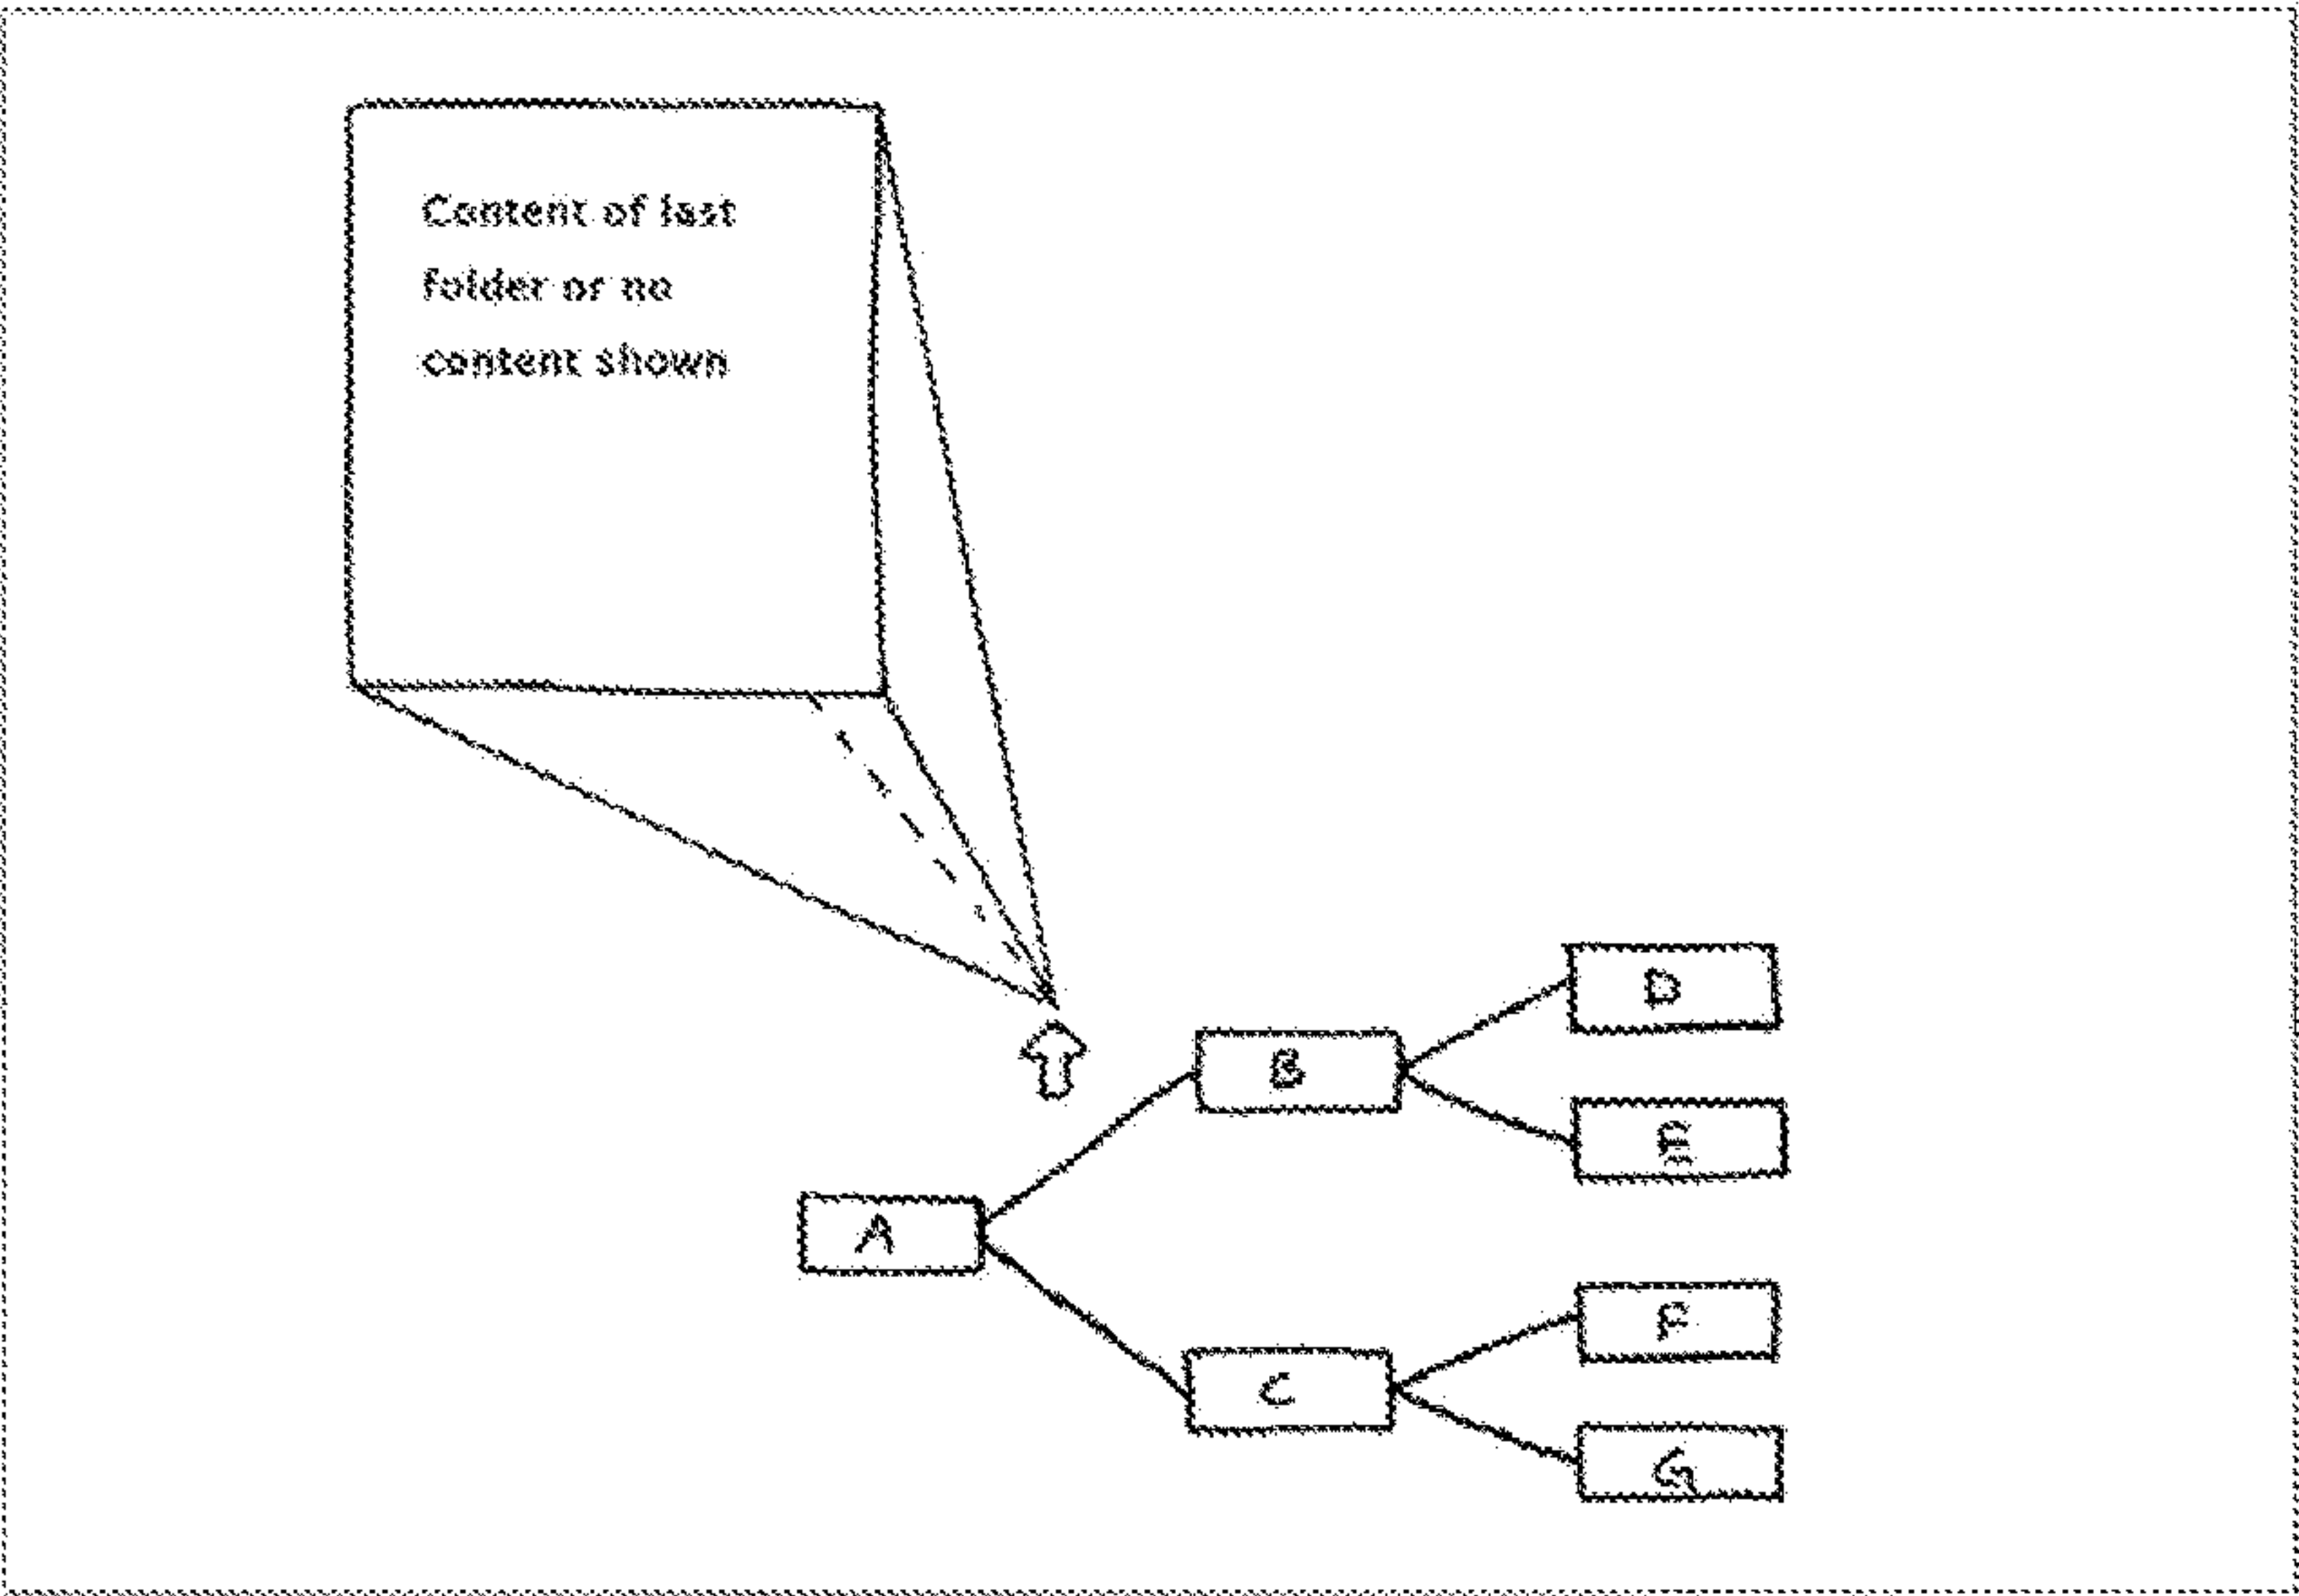 Content of last
folder or no
content shown
D
B
E
A
F
C
G